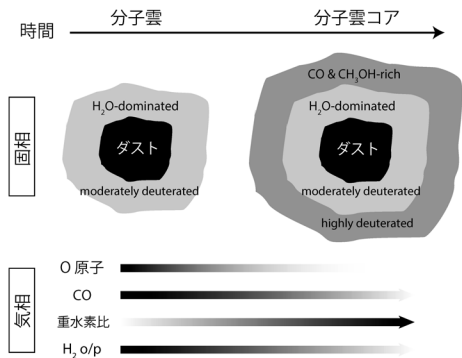 時間
分子雲
分子雲コア
固相
H₂O-dominated
ダスト
moderately deuterated
CO & CH₃OH-rich
H₂O-dominated
ダスト
moderately deuterated
highly deuterated
気相
O 原子
CO
重水素比
H₂ o/p